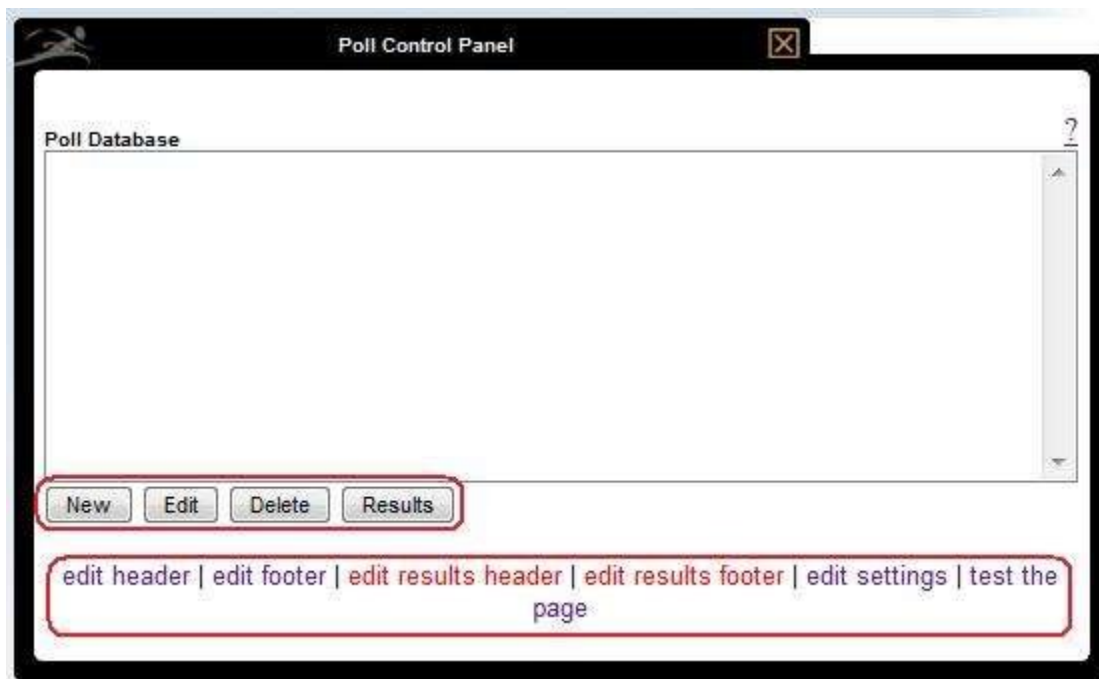 Poll Control Panel
?
Poll Database
New Edit Delete Results
edit header | edit footer | edit results header | edit results footer | edit settings | test the
page